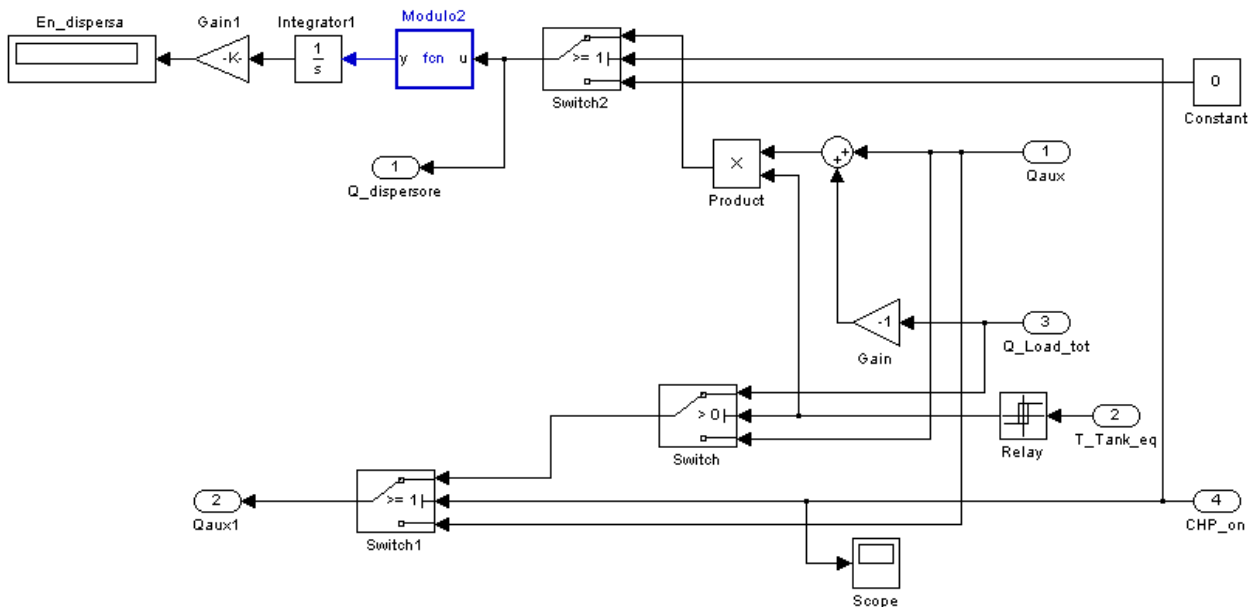 En_dispersa
Gain1
Integrator1
Modulo2
-K-
1
s
y fcn u
>= 1
Switch2
0
Constant
1
Q_dispersore
×
Product
+
+
1
Qaux
-1
Gain
3
Q_Load_tot
> 0
Switch
Relay
2
T_Tank_eq
2
Qaux1
>= 1
Switch1
4
CHP_on
Scope